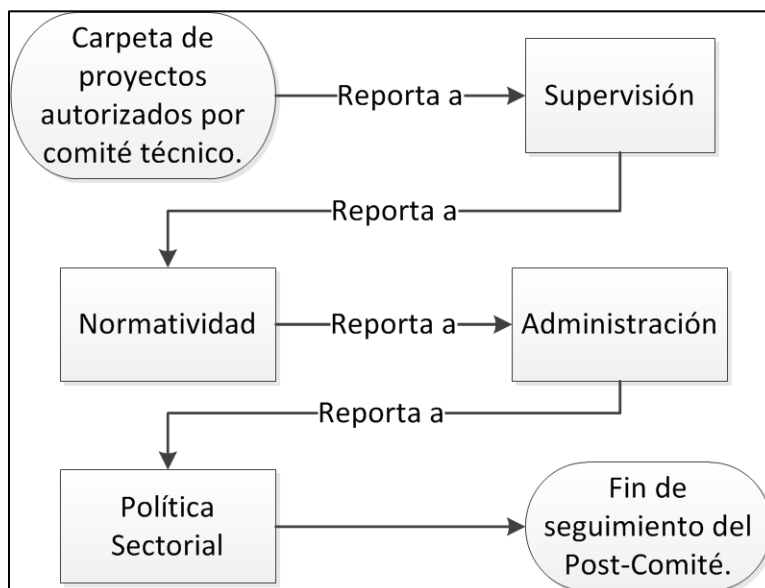 Carpeta de
proyectos
autorizados por
comité técnico.
Reporta a
Supervisión
Reporta a
Normatividad
Reporta a
Administración
Reporta a
Política
Sectorial
Fin de
seguimiento del
Post-Comité.